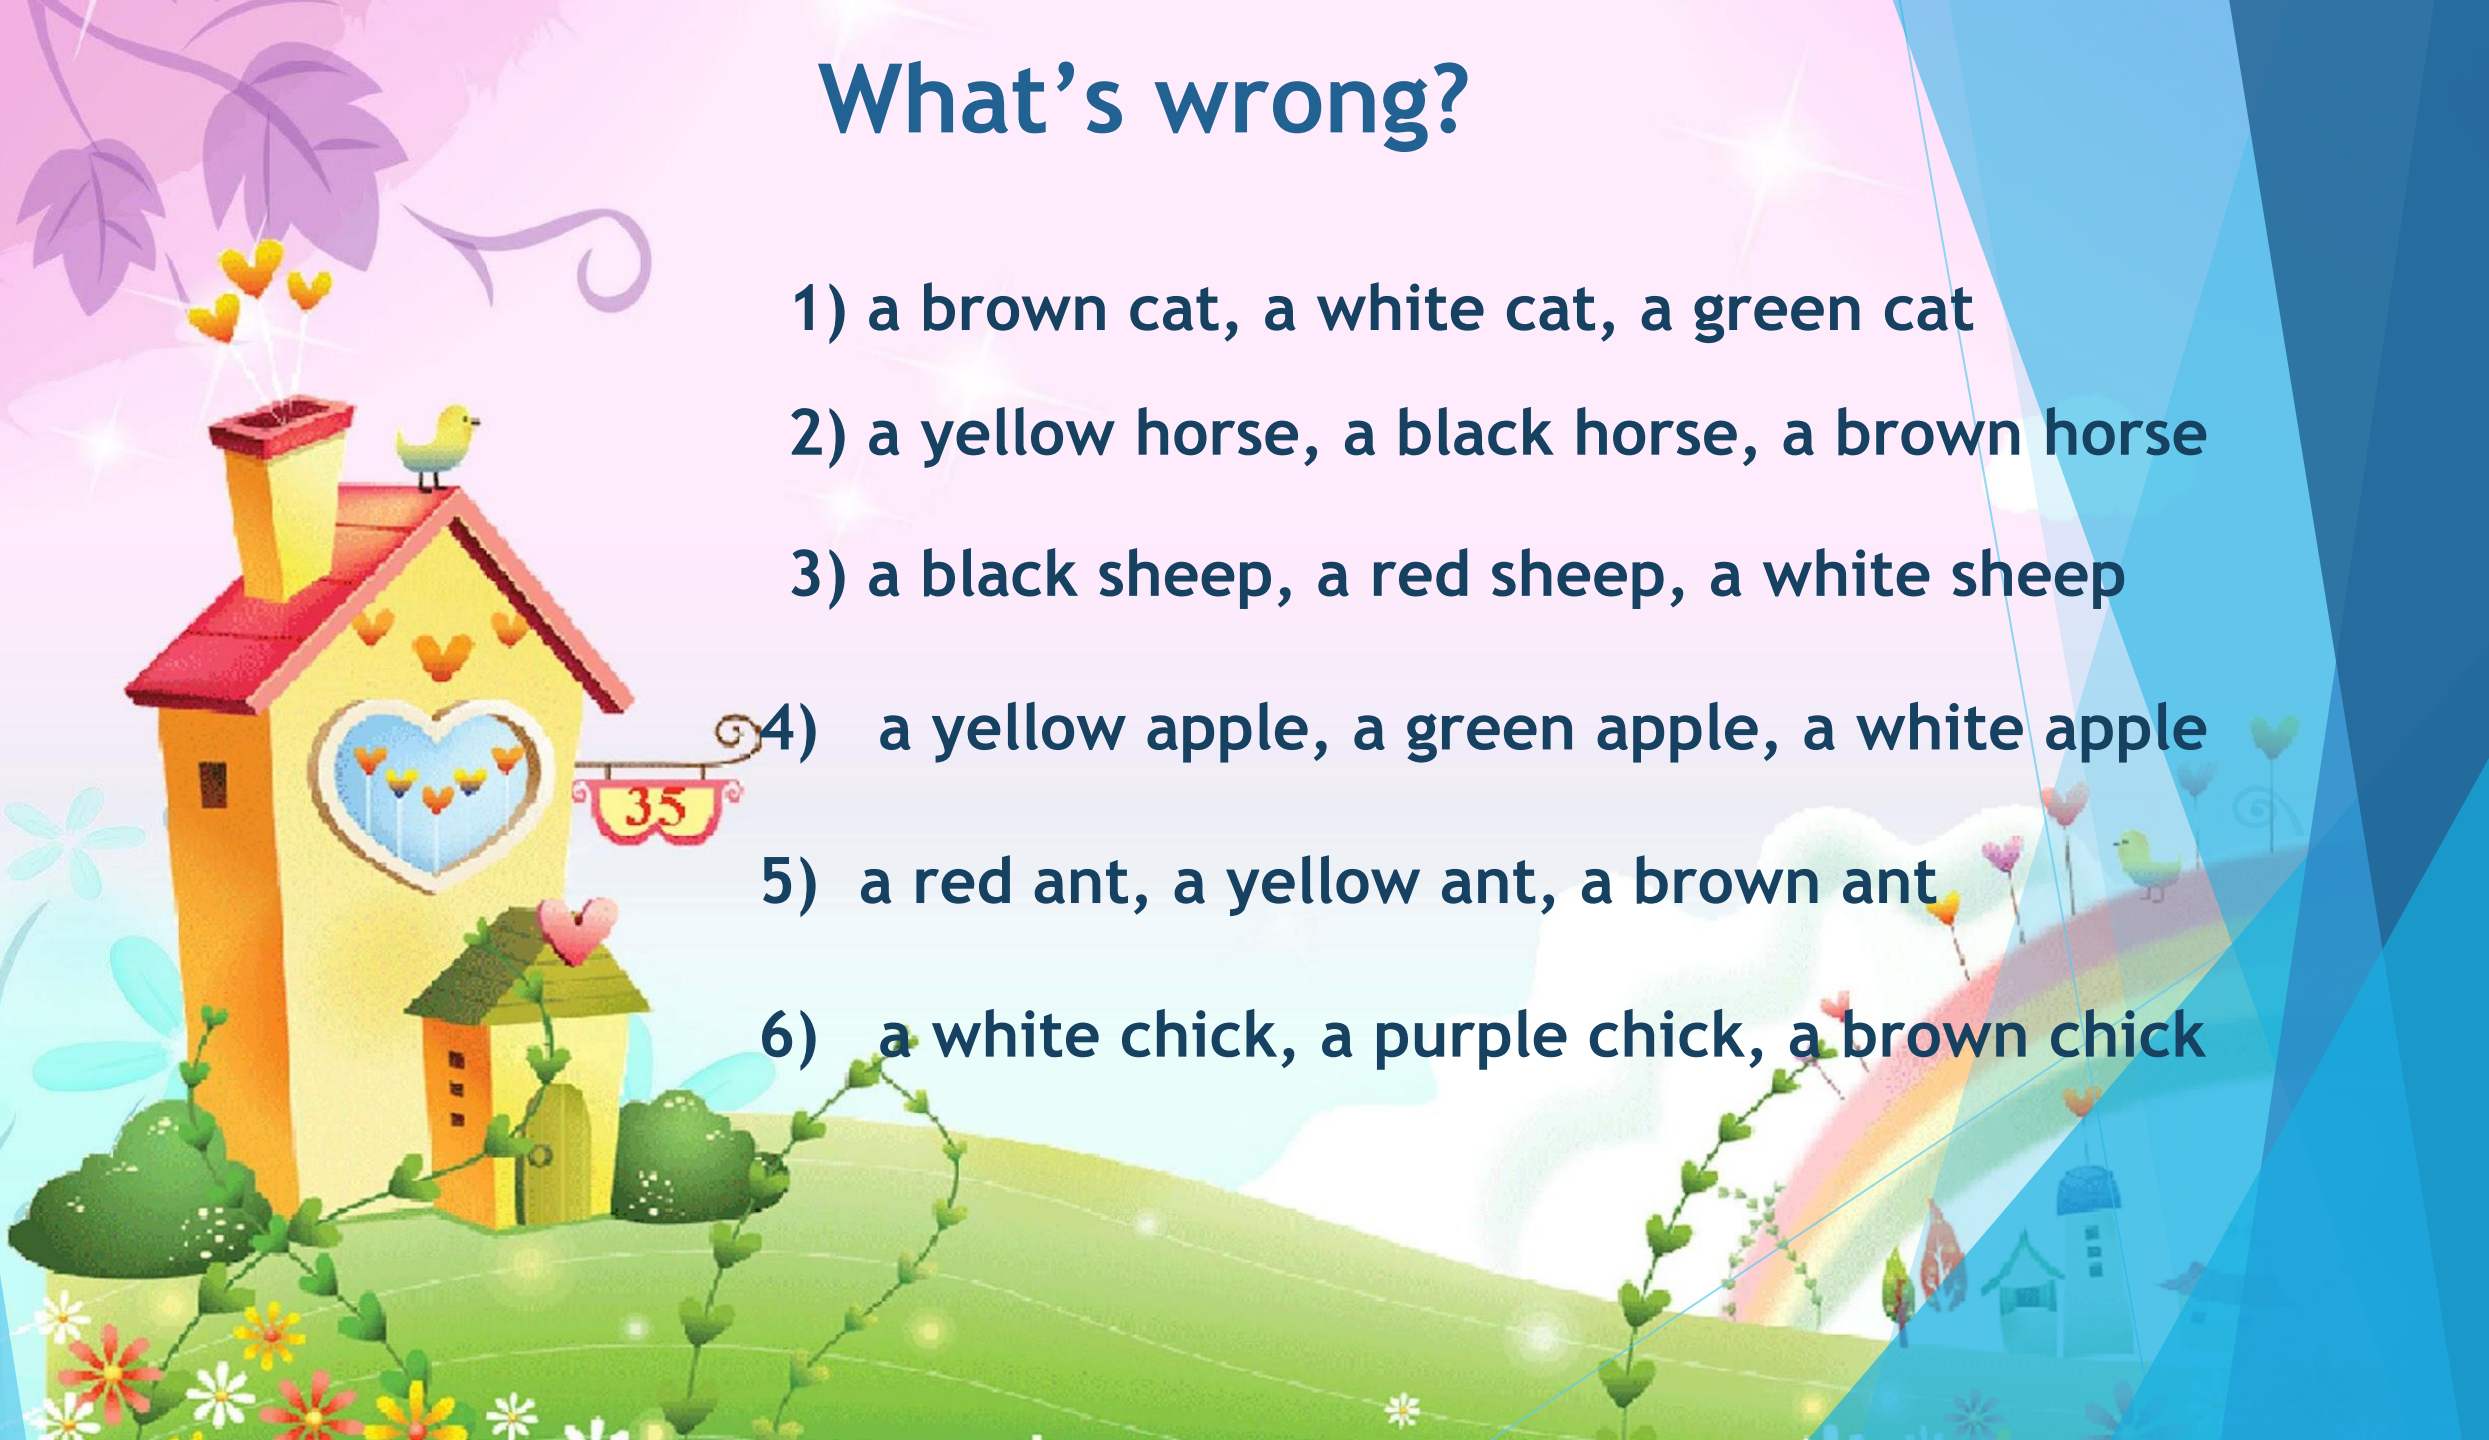 What’s wrong?
1) a brown cat, a white cat, a green cat
2) a yellow horse, a black horse, a brown horse
3) a black sheep, a red sheep, a white sheep
4) a yellow apple, a green apple, a white apple
35
5) a red ant, a yellow ant, a brown ant
6) a white chick, a purple chick, a brown chick